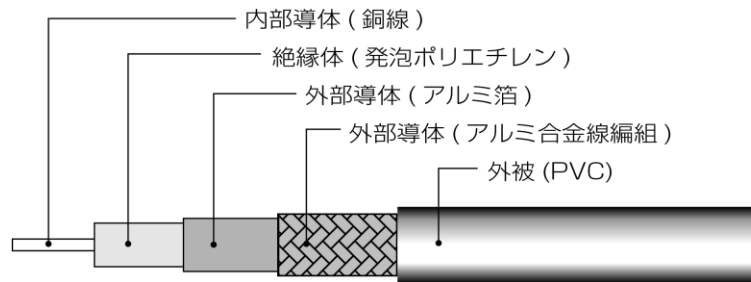 内部導体 ( 銅線 )
絶縁体 ( 発泡ポリエチレン )
外部導体 ( アルミ箔 )
外部導体 ( アルミ合金線編組 )
外被 (PVC)